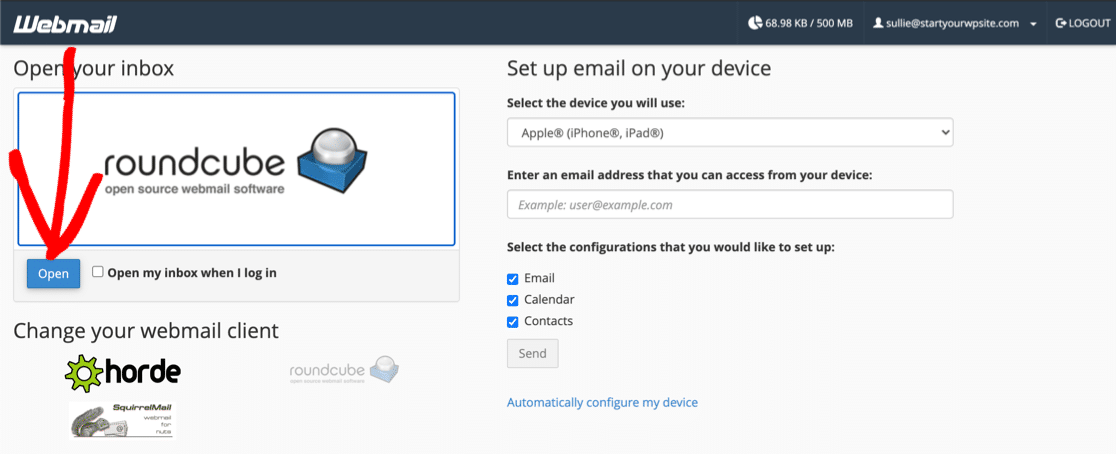 Webmail
68.98 KB / 500 MB
sullie@startyourwpsite.com
LOGOUT
Open your inbox
roundcube
open source webmail software
Open
Open my inbox when I log in
Change your webmail client
horde
roundcube
open source webmail software
SquirrelMail
webmail
for
nuts
Set up email on your device
Select the device you will use:
Apple® (iPhone®, iPad®)
Enter an email address that you can access from your device:
Example: user@example.com
Select the configurations that you would like to set up:
Email
Calendar
Contacts
Send
Automatically configure my device